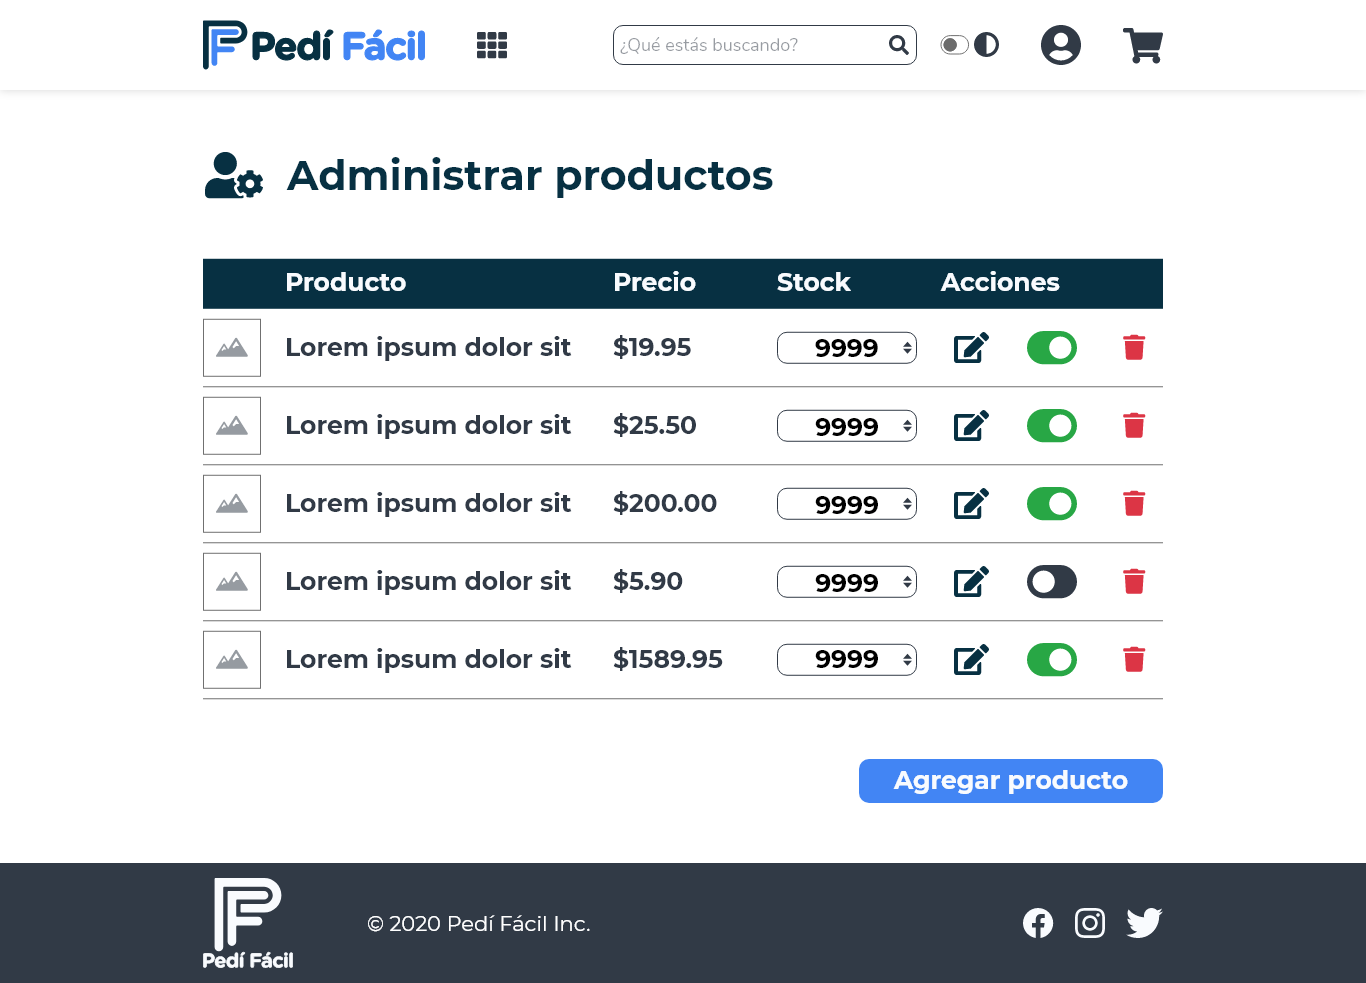 Pedí Fácil
¿Qué estás buscando?
Administrar productos
Producto Precio Stock Acciones
Lorem ipsum dolor sit $19.95 9999
Lorem ipsum dolor sit $25.50 9999
Lorem ipsum dolor sit $200.00 9999
Lorem ipsum dolor sit $5.90 9999
Lorem ipsum dolor sit $1589.95 9999
Agregar producto
© 2020 Pedí Fácil Inc.
Pedí Fácil